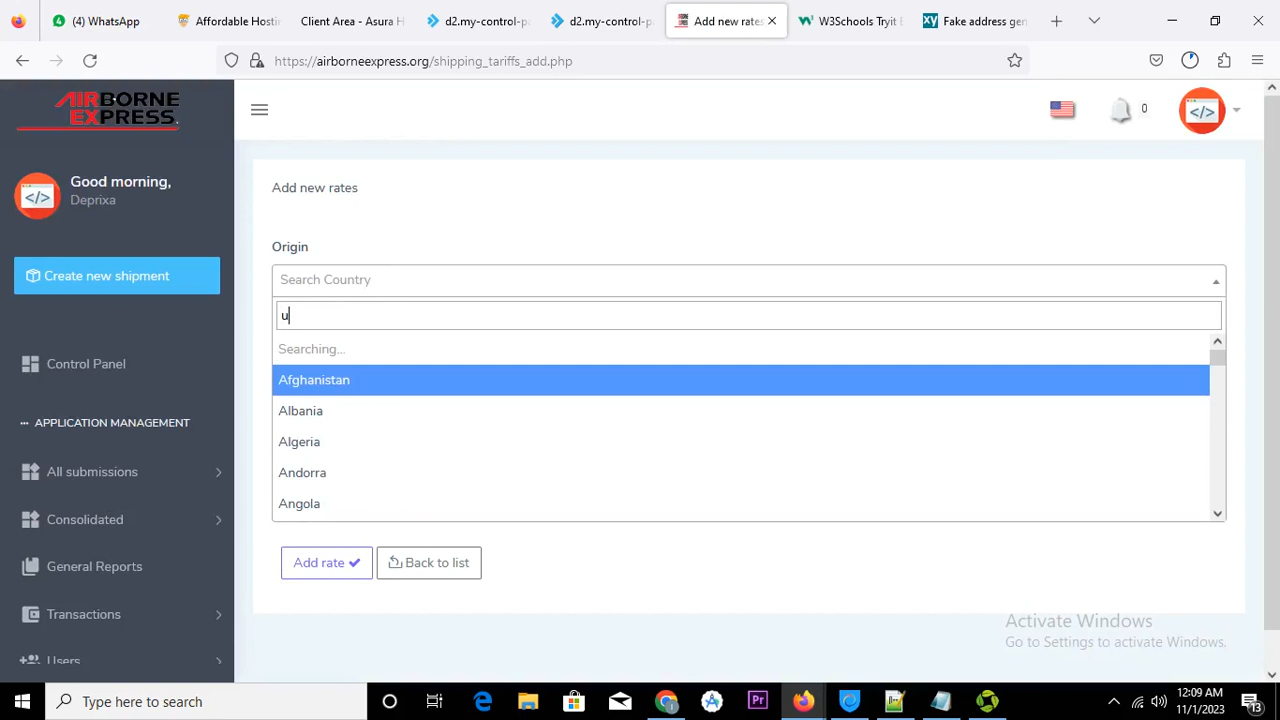 (4) WhatsApp
Affordable Hosti
Client Area - Asura H
d2.my-control-p
d2.my-control-p
Add new rates
W3Schools Tryit E
Fake address gen
https://airborneexpress.org/shipping_tariffs_add.php
AIRBORNE
EXPRESS.
0
Good morning,
Deprixa
Add new rates
Origin
Create new shipment
Search Country
u
Searching...
Afghanistan
Albania
Algeria
Andorra
Angola
Control Panel
APPLICATION MANAGEMENT
All submissions
Consolidated
General Reports
Transactions
Users
Add rate
Back to list
Activate Windows
Go to Settings to activate Windows.
Type here to search
12:09 AM
11/1/2023
13